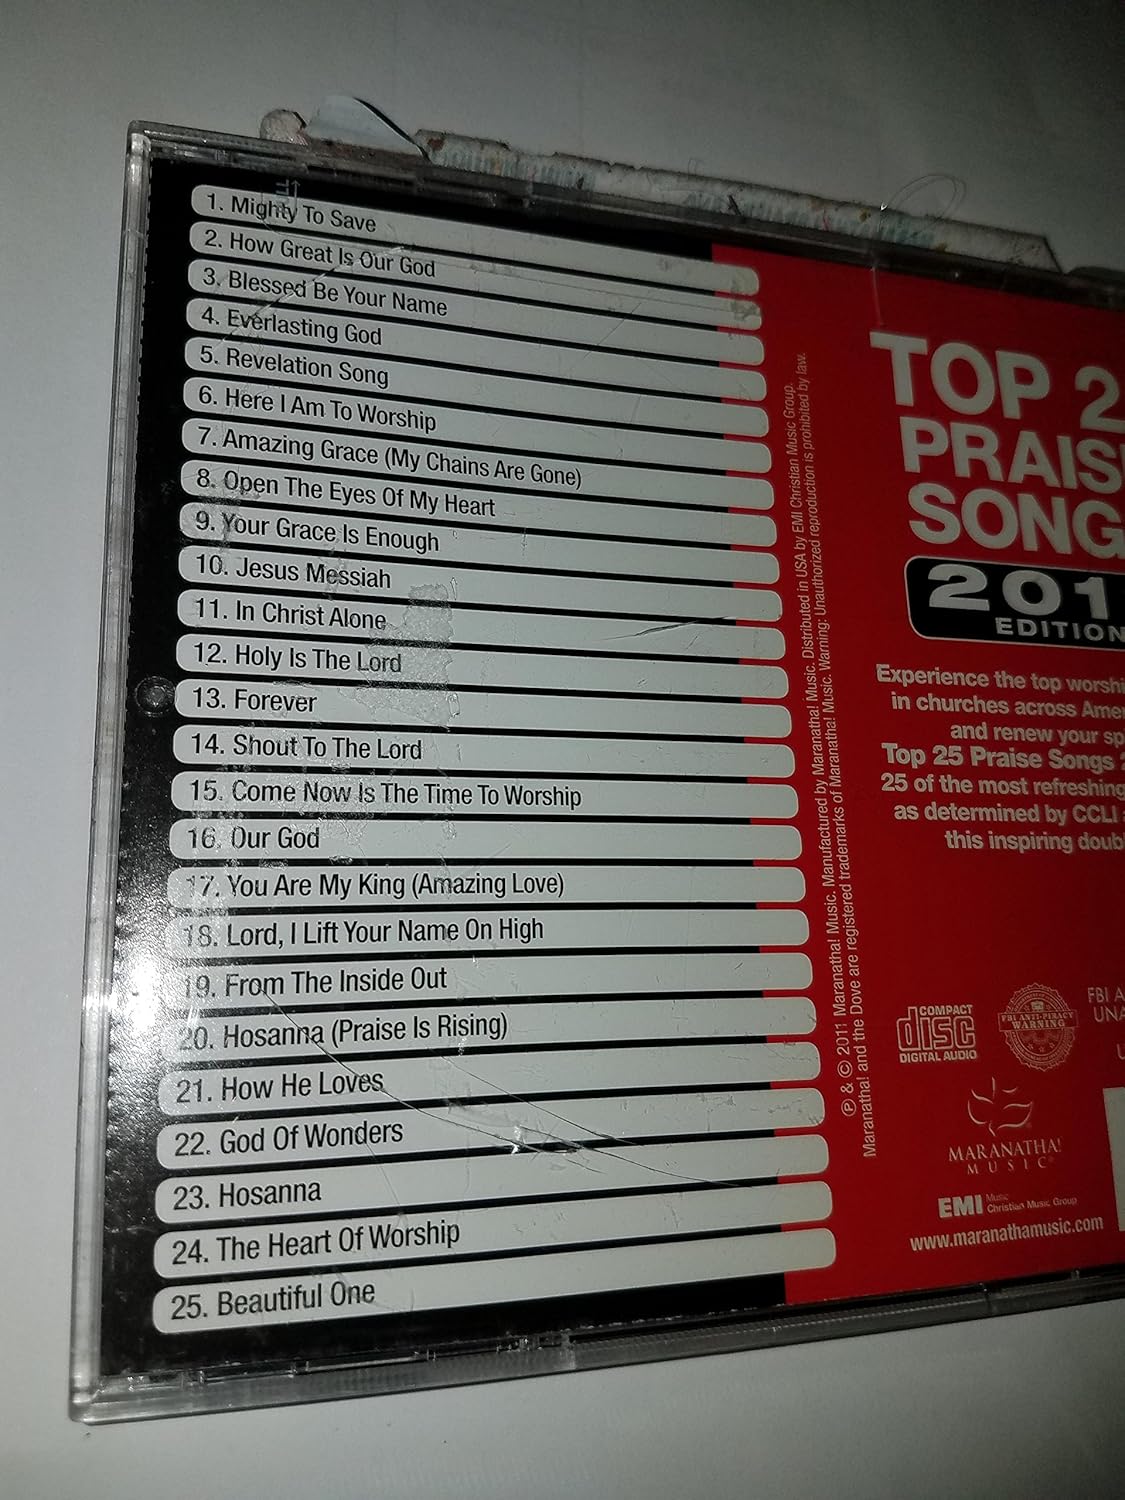 1. Mighty To Save
2. How Great Is Our God
3. Blessed Be Your Name
4. Everlasting God
5. Revelation Song
6. Here I Am To Worship
7. Amazing Grace (My Chains Are Gone)
8. Open The Eyes Of My Heart
9. Your Grace Is Enough
10. Jesus Messiah
11. In Christ Alone
12. Holy Is The Lord
13. Forever
14. Shout To The Lord
15. Come Now Is The Time To Worship
16. Our God
17. You Are My King (Amazing Love)
18. Lord, I Lift Your Name On High
19. From The Inside Out
20. Hosanna (Praise Is Rising)
21. How He Loves
22. God Of Wonders
23. Hosanna
24. The Heart Of Worship
25. Beautiful One
℗ & © 2011 Maranatha! Music. Manufactured by Maranatha! Music. Distributed in USA by EMI Christian Music Group.
Maranatha! and the Dove are registered trademarks of Maranatha! Music. Warning: Unauthorized reproduction is prohibited by law.
TOP 2
PRAIS
SONG
201
EDITION
Experience the top worshi
in churches across Amer
and renew your sp
Top 25 Praise Songs
25 of the most refreshing
as determined by CCLI
this inspiring doub
COMPACT
disc
DIGITAL AUDIO
FBI ANTI-PIRACY
WARNING
FBI A
UNA
U
MARANATHA!
MUSIC
EMI Christian Music Group
www.maranathamusic.com